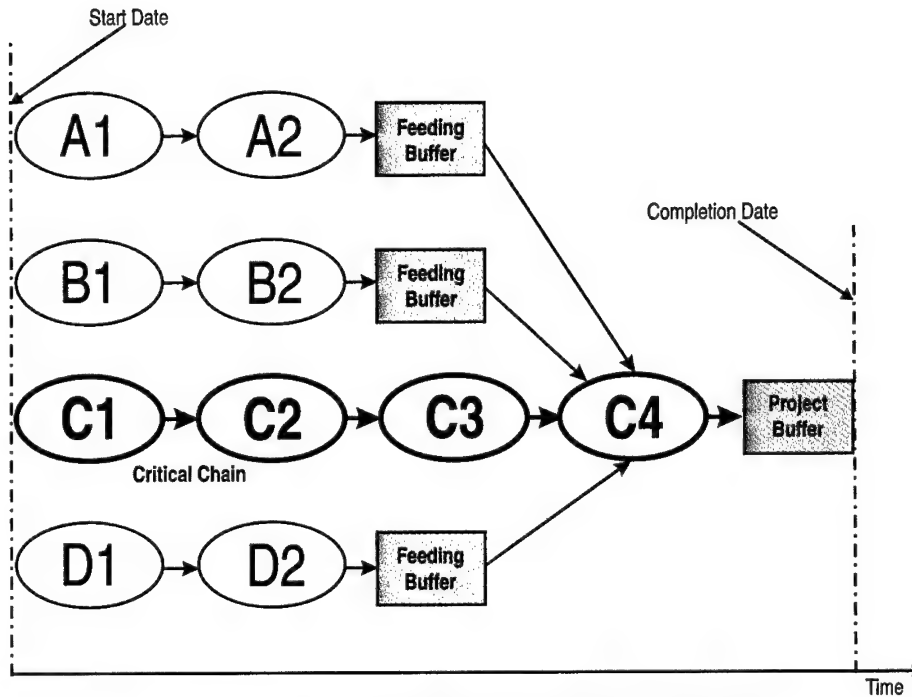 Start Date
A1
A2
Feeding
Buffer
Completion Date
B1
B2
Feeding
Buffer
C1
C2
C3
C4
Project
Buffer
Critical Chain
D1
D2
Feeding
Buffer
Time